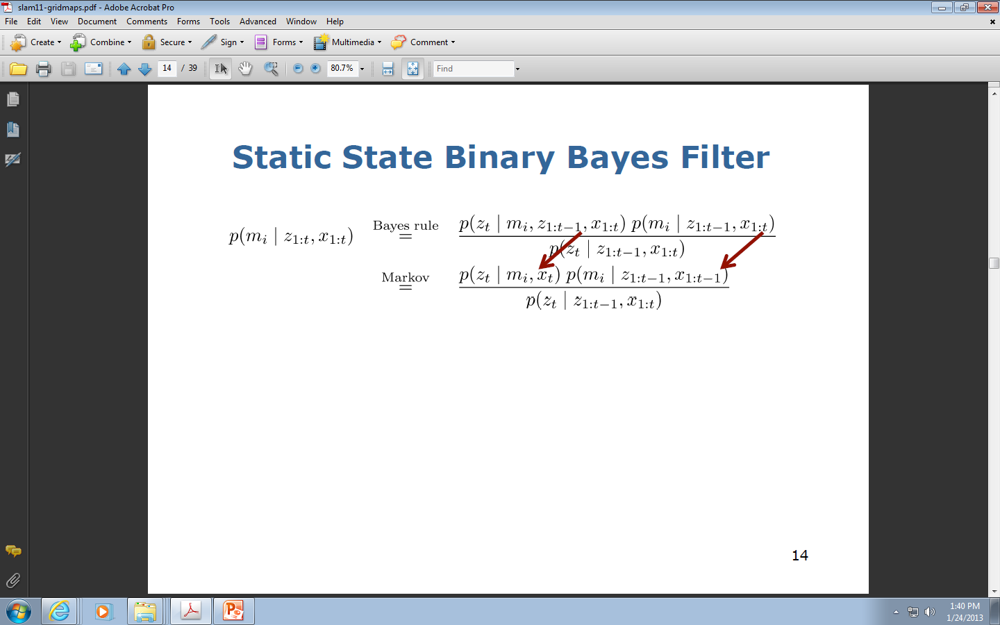 slam11-gridmaps.pdf - Adobe Acrobat Pro
File Edit View Document Comments Forms Tools Advanced Window Help
Create Combine Secure Sign Forms Multimedia Comment
14 / 39 80.7% Find
Static State Binary Bayes Filter
p(m_i | z_{1:t}, x_{1:t}) Bayes rule = p(z_t | m_i, z_{1:t−1}, x_{1:t}) p(m_i | z_{1:t−1}, x_{1:t})
p(z_t | z_{1:t−1}, x_{1:t})
Markov = p(z_t | m_i, x_t) p(m_i | z_{1:t−1}, x_{1:t−1})
p(z_t | z_{1:t−1}, x_{1:t})
14
1:40 PM
1/24/2013